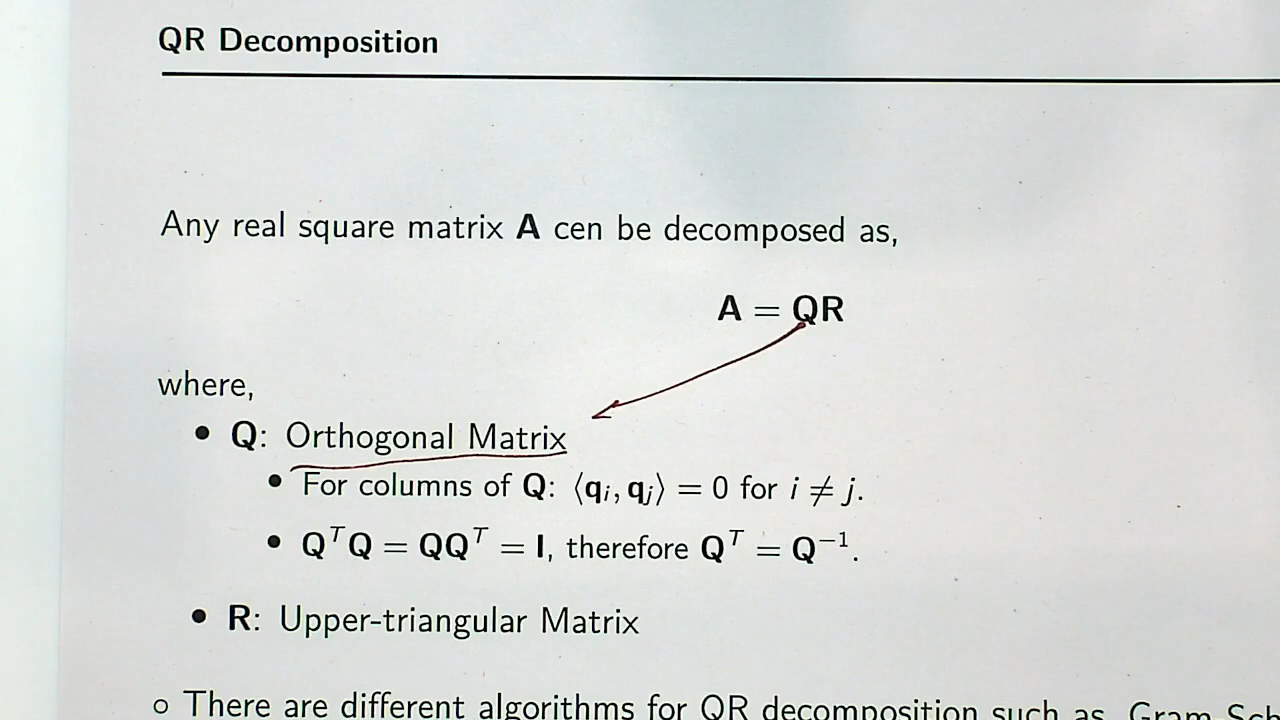 QR Decomposition
Any real square matrix A cen be decomposed as,
A = QR
where,
• Q: Orthogonal Matrix
• For columns of Q: ⟨qᵢ, qⱼ⟩ = 0 for i ≠ j.
• QᵀQ = QQᵀ = I, therefore Qᵀ = Q⁻¹.
• R: Upper-triangular Matrix
○ There are different algorithms for QR decomposition such as